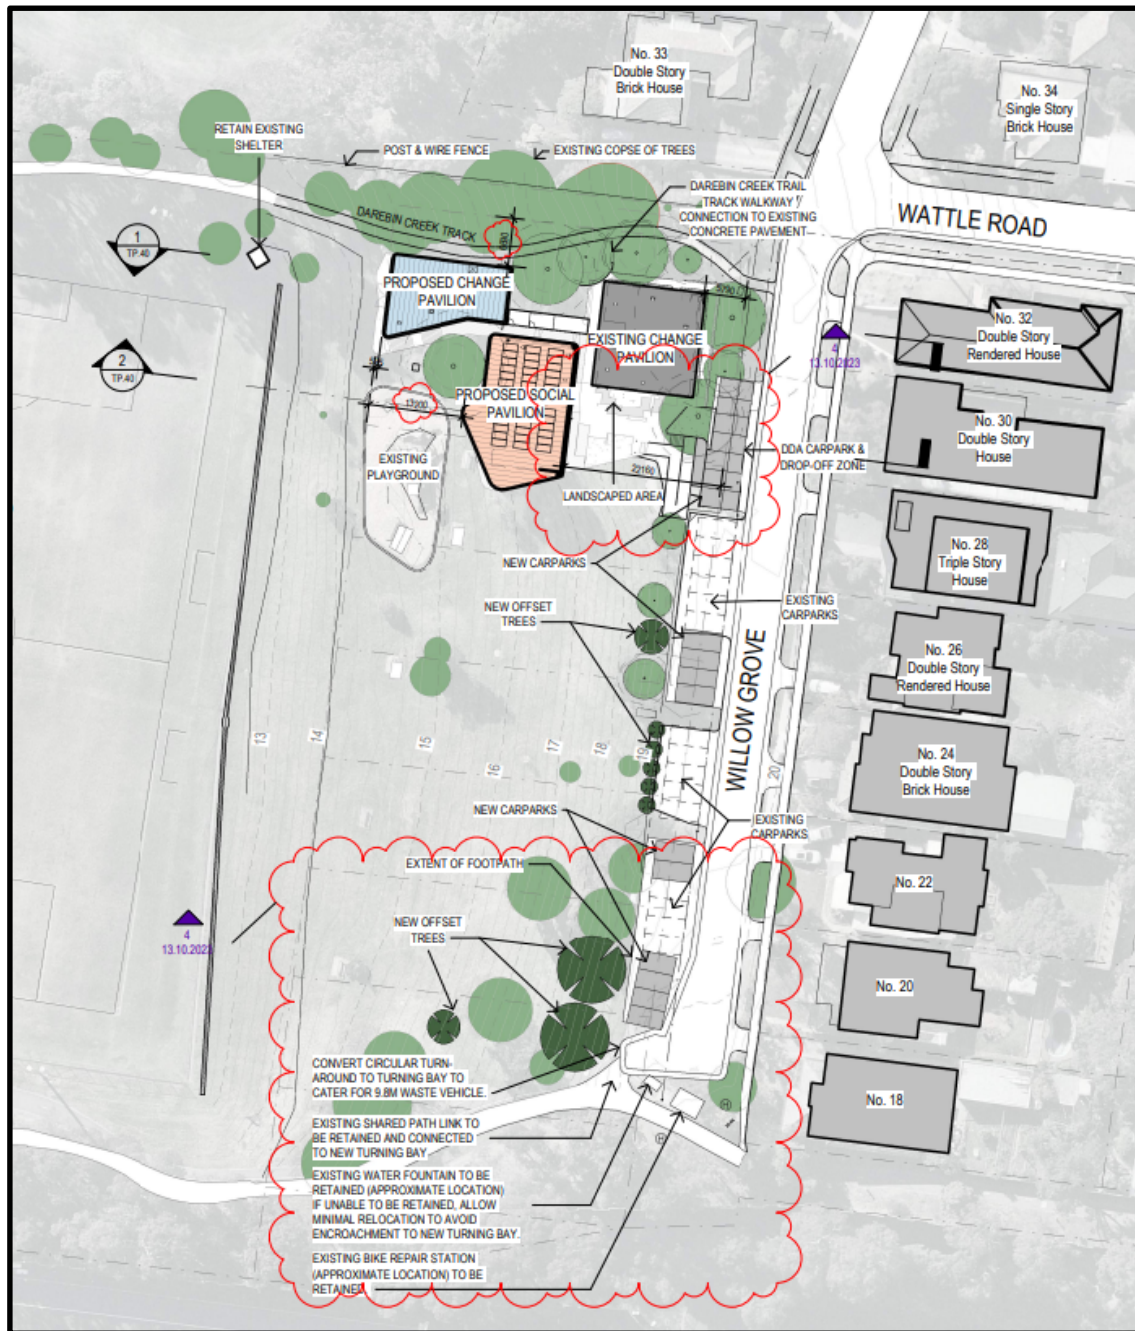 No. 33
Double Story
Brick House
No. 34
Single Story
Brick House
RETAIN EXISTING
SHELTER
POST & WIRE FENCE
EXISTING COPSE OF TREES
DAREBIN CREEK TRAIL
TRACK WALKWAY /
CONNECTION TO EXISTING
CONCRETE PAVEMENT
WATTLE ROAD
DAREBIN CREEK TRACK
1
TP.40
PROPOSED CHANGE
PAVILION
5790
No. 32
Double Story
Rendered House
EXISTING CHANGE
PAVILION
4
13.10.2023
2
TP.40
PROPOSED SOCIAL
PAVILION
13900
No. 30
Double Story
House
DDA CARPARK &
DROP-OFF ZONE
EXISTING
PLAYGROUND
22160
LANDSCAPED AREA
No. 28
Triple Story
House
NEW CARPARKS
EXISTING
CARPARKS
NEW OFFSET
TREES
No. 26
Double Story
Rendered House
WILLOW GROVE
13
14
15
16
17
18
19
20
No. 24
Double Story
Brick House
NEW CARPARKS
EXISTING
CARPARKS
EXTENT OF FOOTPATH
No. 22
4
13.10.2023
NEW OFFSET
TREES
No. 20
CONVERT CIRCULAR TURN-
AROUND TO TURNING BAY TO
CATER FOR 9.8M WASTE VEHICLE.
No. 18
EXISTING SHARED PATH LINK TO
BE RETAINED AND CONNECTED
TO NEW TURNING BAY
H
H
EXISTING WATER FOUNTAIN TO BE
RETAINED (APPROXIMATE LOCATION)
IF UNABLE TO BE RETAINED, ALLOW
MINIMAL RELOCATION TO AVOID
ENCROACHMENT TO NEW TURNING BAY.
EXISTING BIKE REPAIR STATION
(APPROXIMATE LOCATION) TO BE
RETAINED